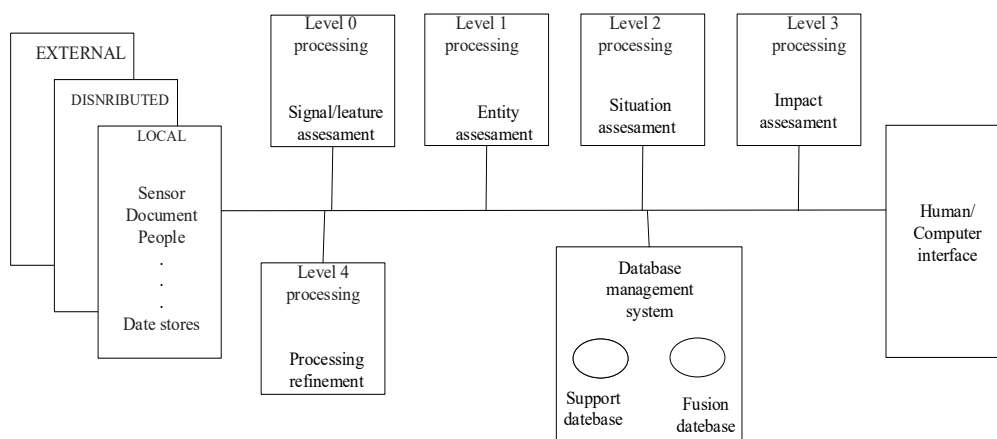 EXTERNAL
DISNRIBUTED
LOCAL
Sensor
Document
People
.
.
.
Date stores
Level 0
processing
Signal/leature
assesament
Level 1
processing
Entity
assesament
Level 2
processing
Situation
assesament
Level 3
processing
Impact
assesament
Level 4
processing
Processing
refinement
Database
management
system
Support
datebase
Fusion
datebase
Human/
Computer
interface